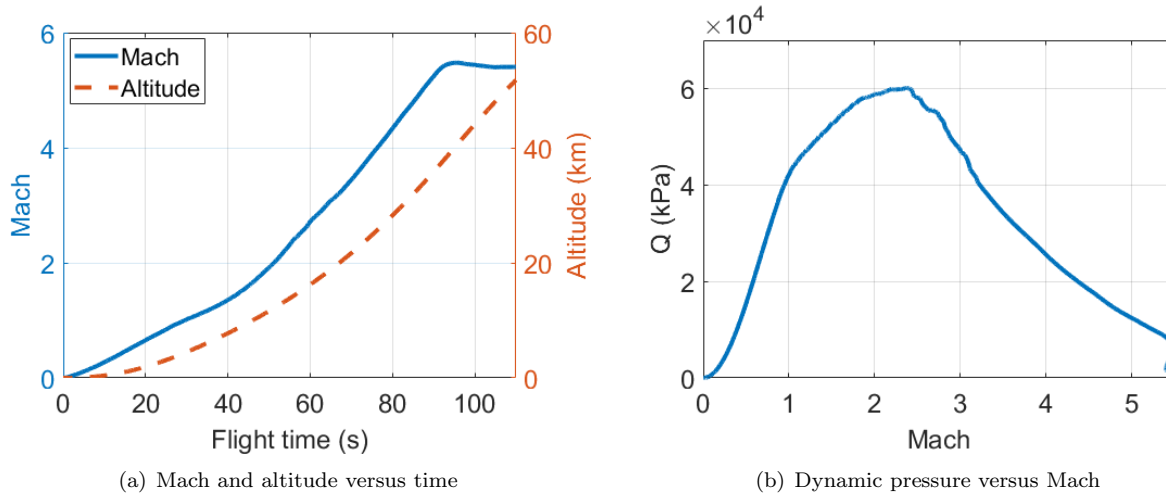 6
4
2
0
Mach
Mach
Altitude
60
40
20
0
Altitude (km)
0 20 40 60 80 100
Flight time (s)
(a) Mach and altitude versus time
×10⁴
6
4
2
0
Q (kPa)
0 1 2 3 4 5
Mach
(b) Dynamic pressure versus Mach